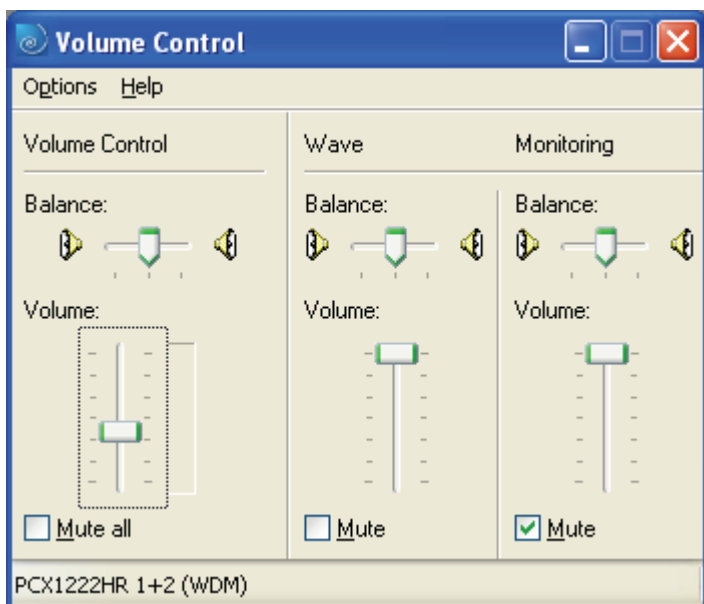 Volume Control
Options Help
Volume Control Wave Monitoring
Balance: Balance: Balance:
Volume: Volume: Volume:
Mute all Mute Mute
PCX1222HR 1+2 (WDM)